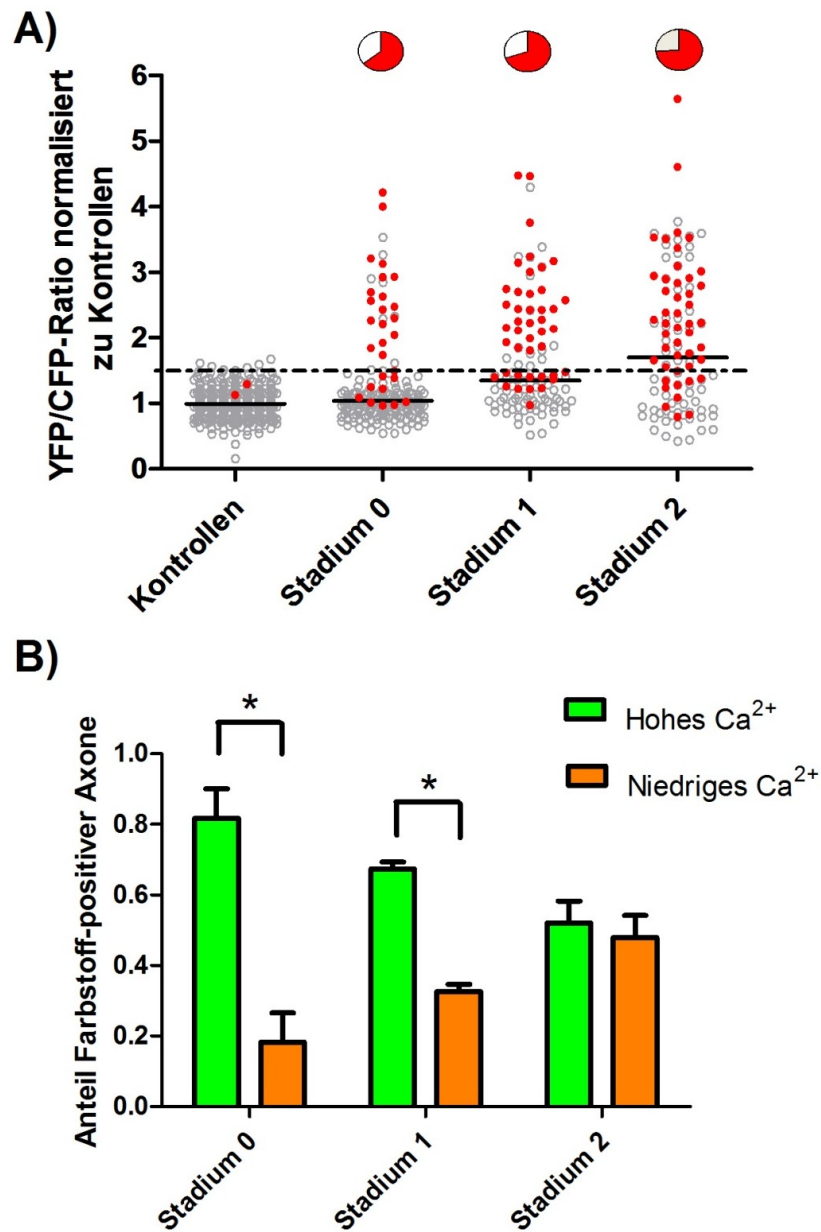 A)
YFP/CFP-Ratio normalisiert
zu Kontrollen
6
5
4
3
2
1
0
Kontrollen
Stadium 0
Stadium 1
Stadium 2
B)
Anteil Farbstoff-positiver Axone
1.0
0.8
0.6
0.4
0.2
0.0
*
*
Hohes Ca²⁺
Niedriges Ca²⁺
Stadium 0
Stadium 1
Stadium 2